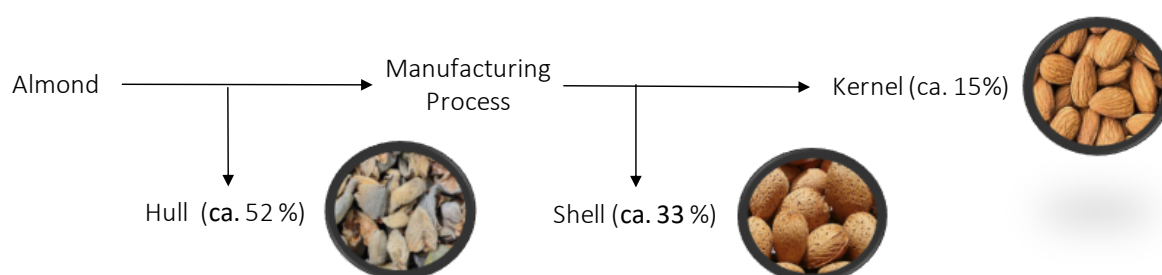 Almond
Manufacturing
Process
Kernel (ca. 15%)
Hull (ca. 52 %)
Shell (ca. 33 %)